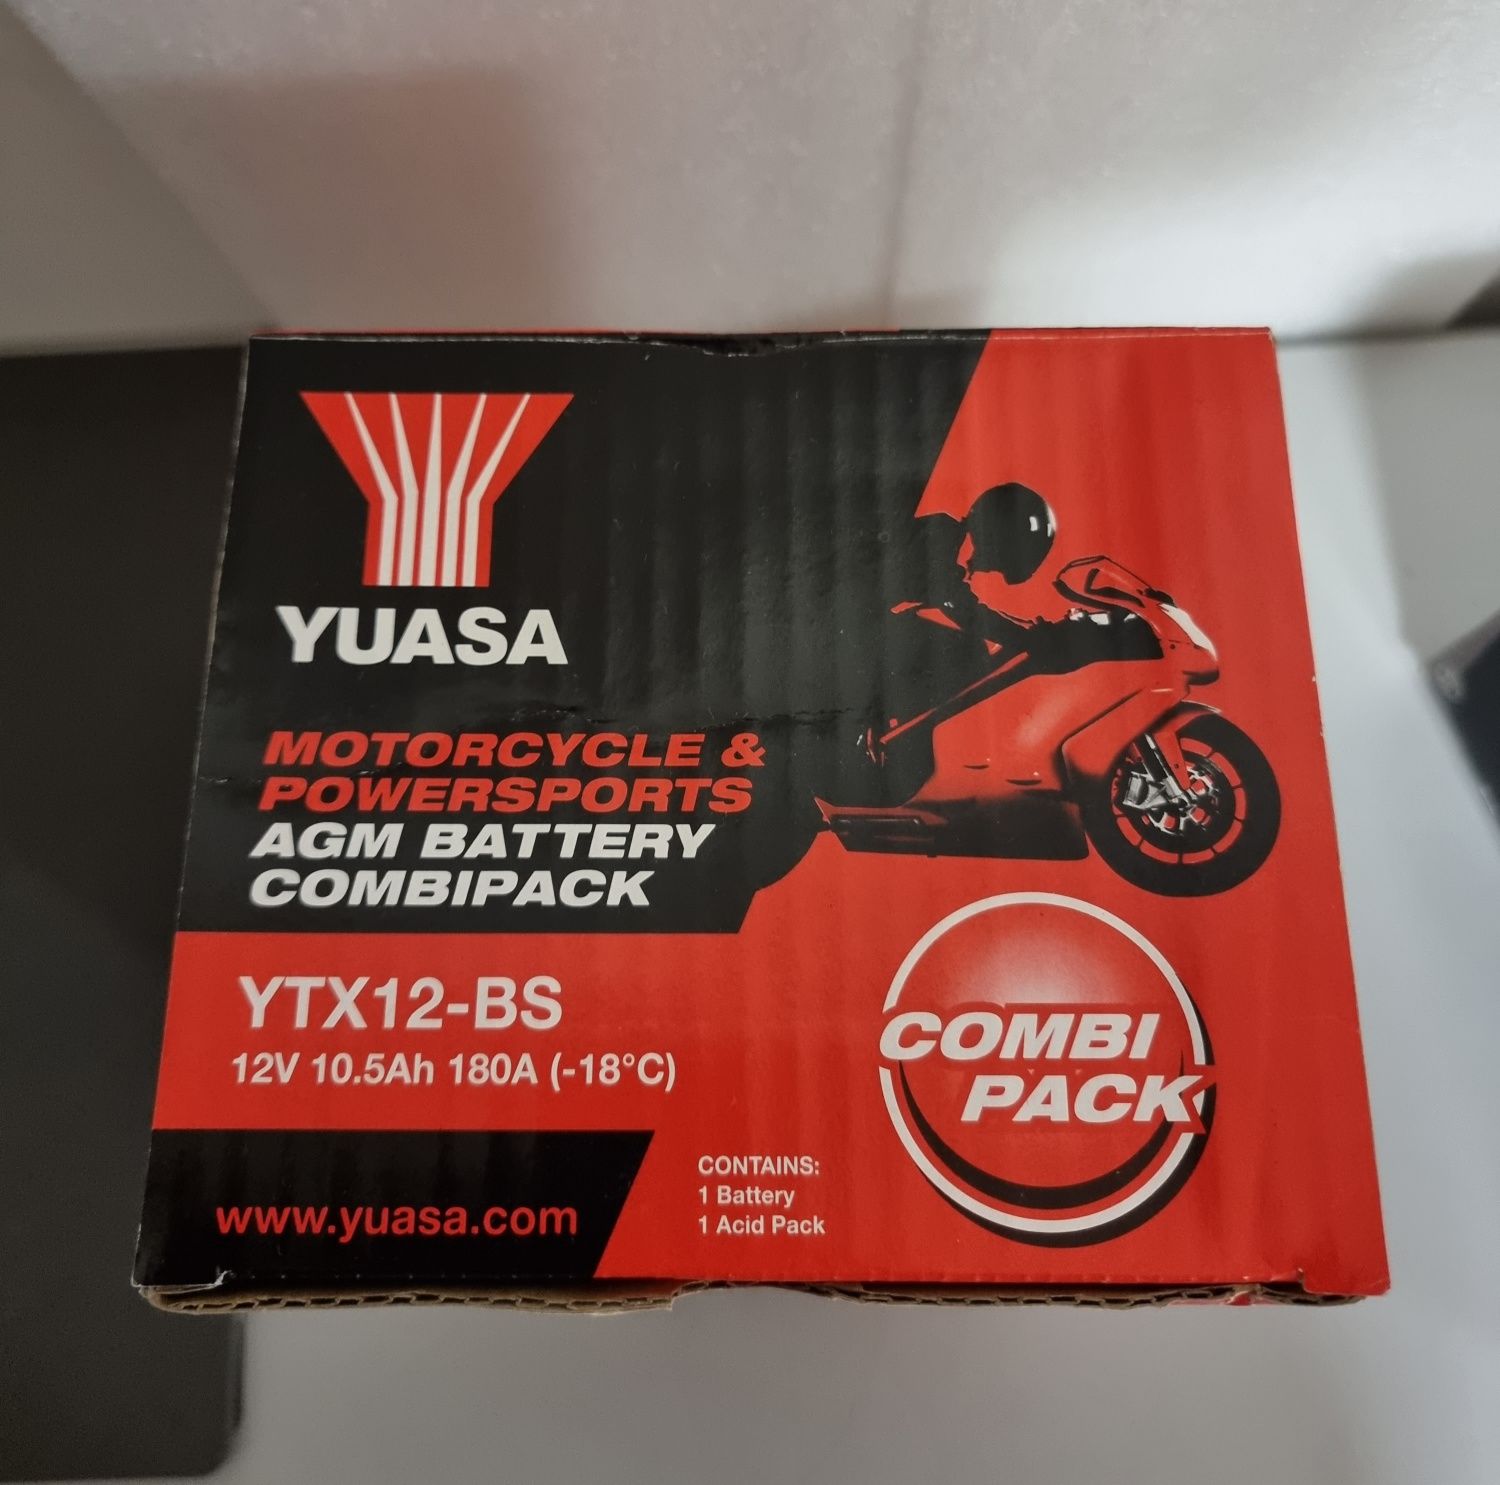 YUASA
MOTORCYCLE &
POWERSPORTS
AGM BATTERY
COMBIPACK
YTX12-BS
12V 10.5Ah 180A (-18°C)
www.yuasa.com
CONTAINS:
1 Battery
1 Acid Pack
COMBI
PACK